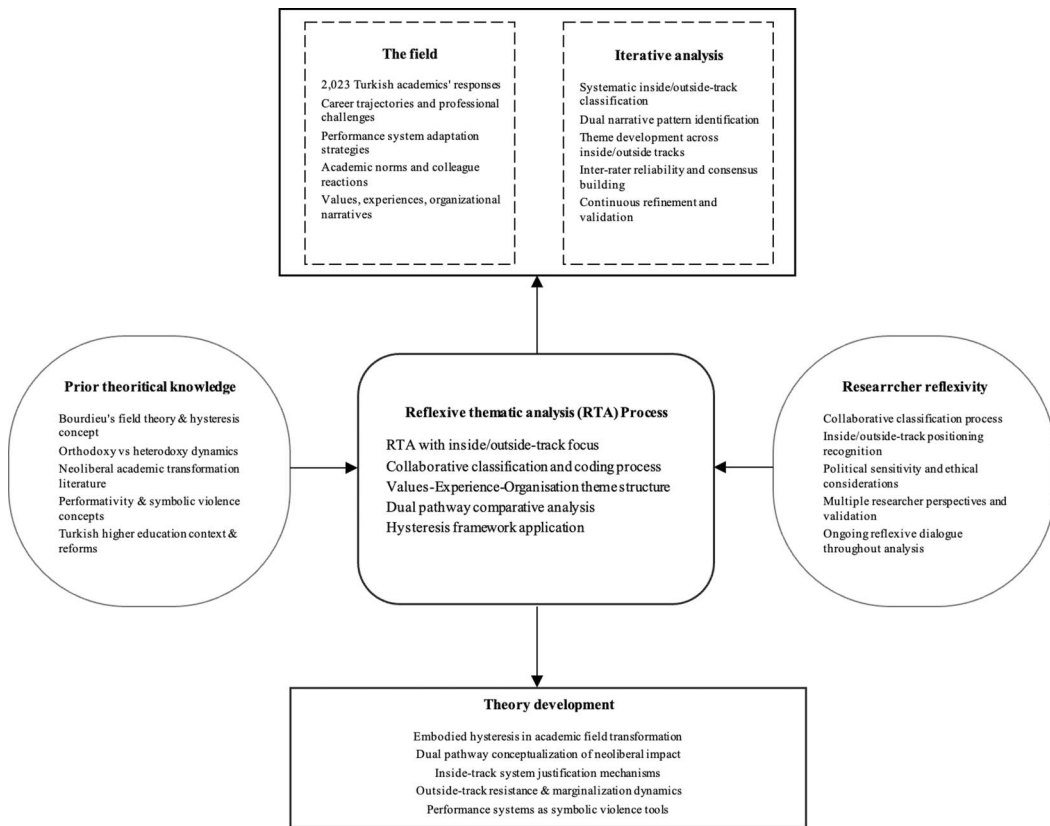 The field
2,023 Turkish academics' responses
Career trajectories and professional
challenges
Performance system adaptation
strategies
Academic norms and colleague
reactions
Values, experiences, organizational
narratives
Iterative analysis
Systematic inside/outside-track
classification
Dual narrative pattern identification
Theme development across
inside/outside tracks
Inter-rater reliability and consensus
building
Continuous refinement and
validation
Prior theoritical knowledge
Bourdieu's field theory & hysteresis
concept
Orthodoxy vs heterodoxy dynamics
Neoliberal academic transformation
literature
Performativity & symbolic violence
concepts
Turkish higher education context &
reforms
Reflexive thematic analysis (RTA) Process
RTA with inside/outside-track focus
Collaborative classification and coding process
Values-Experience-Organisation theme structure
Dual pathway comparative analysis
Hysteresis framework application
Researrcher reflexivity
Collaborative classification process
Inside/outside-track positioning
recognition
Political sensitivity and ethical
considerations
Multiple researcher perspectives and
validation
Ongoing reflexive dialogue
throughout analysis
Theory development
Embodied hysteresis in academic field transformation
Dual pathway conceptualization of neoliberal impact
Inside-track system justification mechanisms
Outside-track resistance & marginalization dynamics
Performance systems as symbolic violence tools